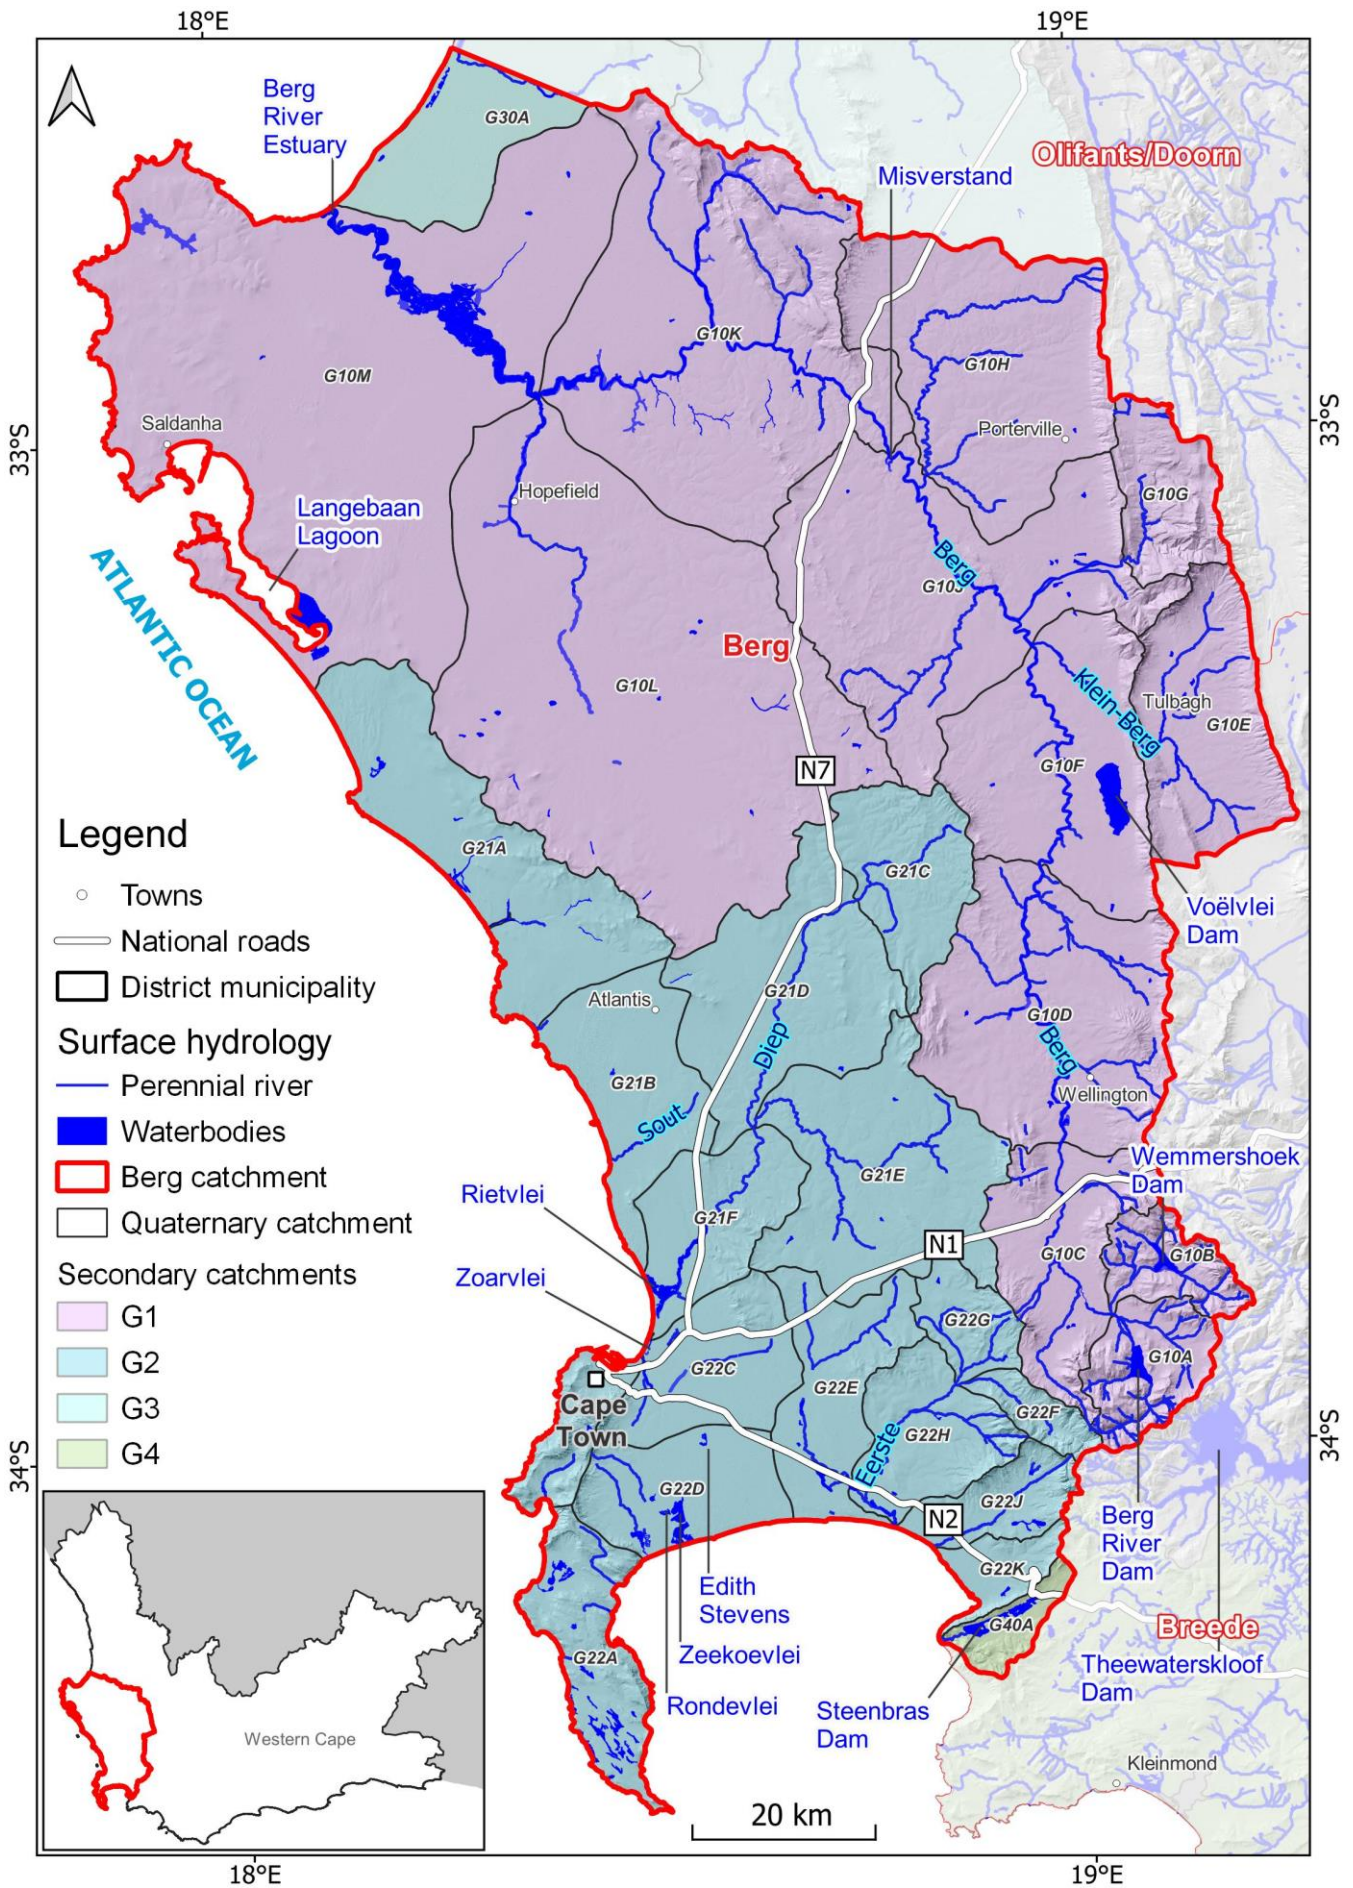 18°E
19°E
Berg
River
Estuary
G30A
Olifants/Doorn
Misverstand
G10K
G10H
G10M
Saldanha
Porterville
33°S
33°S
Hopefield
G10G
Langebaan
Lagoon
Berg
G10J
ATLANTIC OCEAN
Berg
G10L
Klein-Berg
Tulbagh
G10E
G10F
N7
Legend
Towns
National roads
District municipality
Surface hydrology
Perennial river
Waterbodies
Berg catchment
Quaternary catchment
Secondary catchments
G1
G2
G3
G4
G21A
G21C
Voëlvlei
Dam
Atlantis
G21D
G10D
Diep
Berg
G21B
Wellington
Sout
Wemmershoek
Dam
G21E
Rietvlei
G21F
N1
G10C
G10B
Zoarvlei
G22G
G10A
G22C
G22E
Cape
Town
G22F
G22H
Eerste
G22D
G22J
N2
Berg
River
Dam
G22K
Edith
Stevens
G40A
Breede
Zeekoevlei
G22A
Theewaterskloof
Dam
Rondevlei
Steenbras
Dam
Western Cape
Kleinmond
20 km
34°S
34°S
18°E
19°E